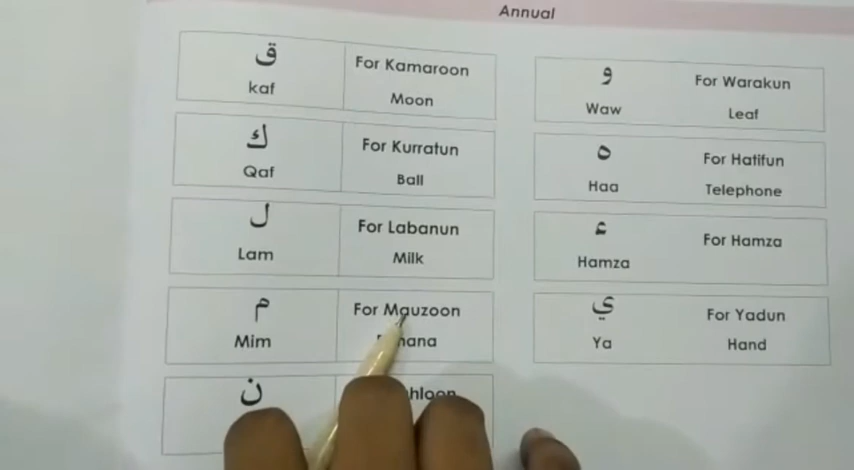 Annual
ق
kaf
For Kamaroon
Moon
ك
Qaf
For Kurratun
Ball
ل
Lam
For Labanun
Milk
م
Mim
For Mauzoon
ن
و
Waw
For Warakun
Leaf
ه
Haa
For Hatifun
Telephone
ء
Hamza
For Hamza
ي
Ya
For Yadun
Hand